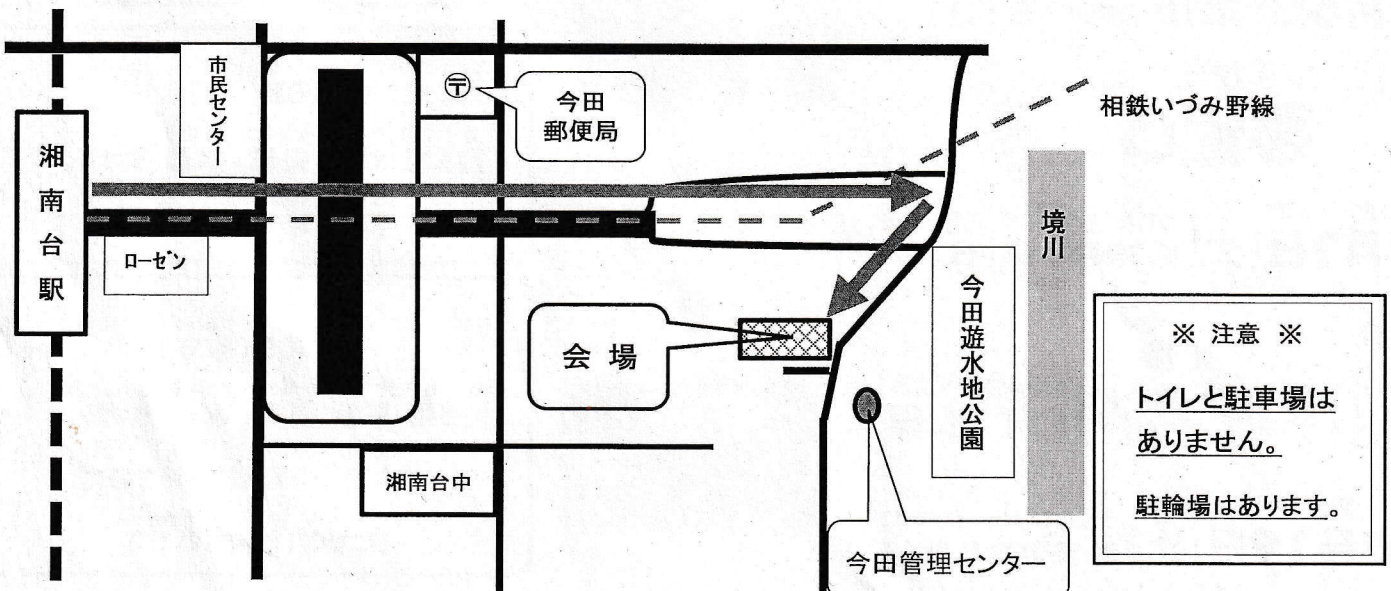 市民センター
〒
今田
郵便局
相鉄いづみ野線
湘南台駅
ローゼン
境川
会場
今田遊水地公園
湘南台中
今田管理センター
※ 注意 ※
トイレと駐車場は
ありません。
駐輪場はあります。